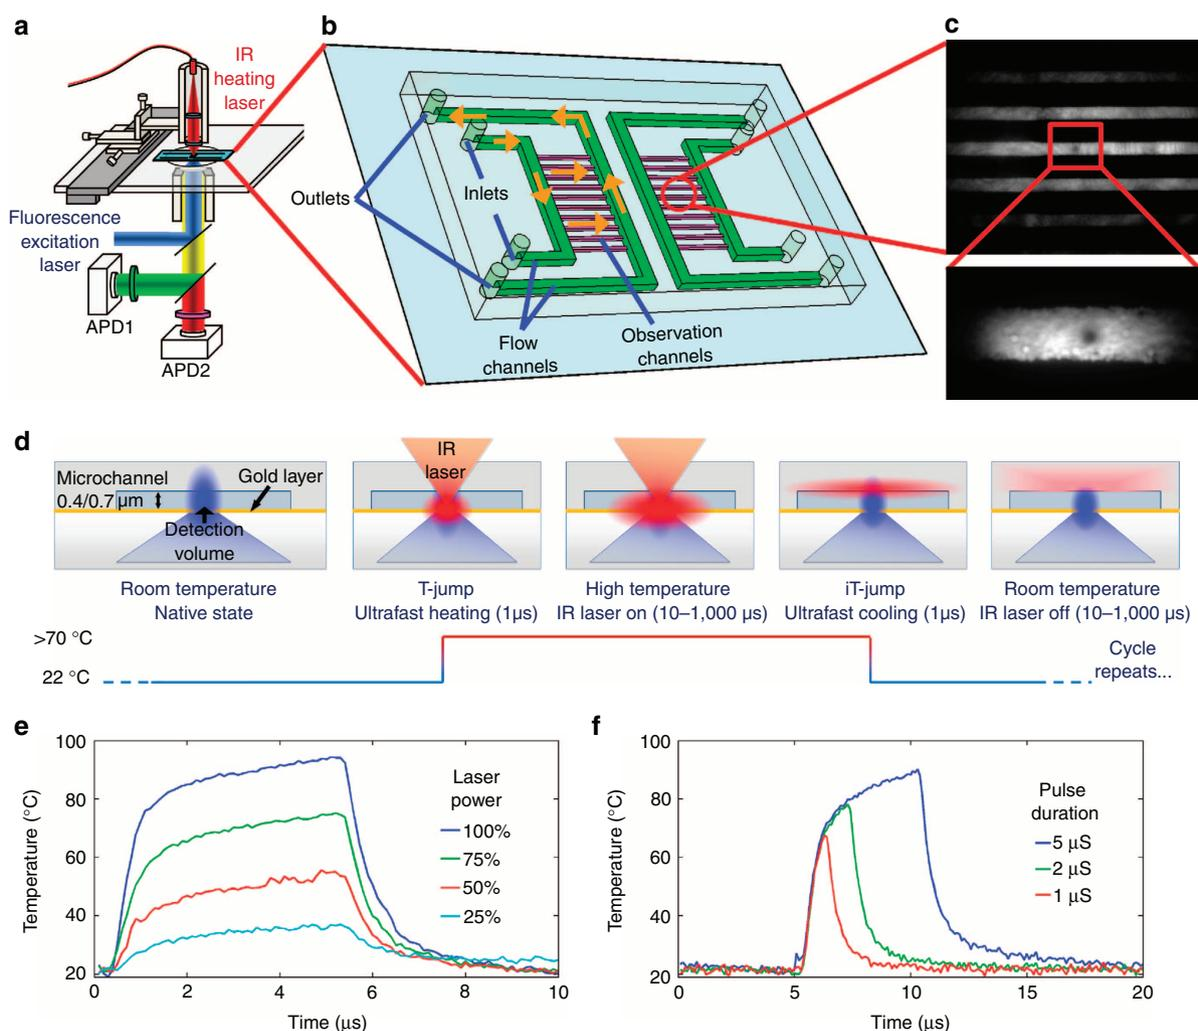 a
b
c
IR
heating
laser
Fluorescence
excitation
laser
APD1
APD2
Outlets
Inlets
Flow
channels
Observation
channels
d
Microchannel
0.4/0.7 µm
Gold layer
Detection
volume
IR
laser
Room temperature
Native state
T-jump
Ultrafast heating (1µs)
High temperature
IR laser on (10–1,000 µs)
iT-jump
Ultrafast cooling (1µs)
Room temperature
IR laser off (10–1,000 µs)
>70 °C
22 °C
Cycle
repeats...
e
100
80
60
40
20
Temperature (°C)
0 2 4 6 8 10
Time (µs)
Laser
power
100%
75%
50%
25%
f
100
80
60
40
20
Temperature (°C)
0 5 10 15 20
Time (µs)
Pulse
duration
5 µS
2 µS
1 µS